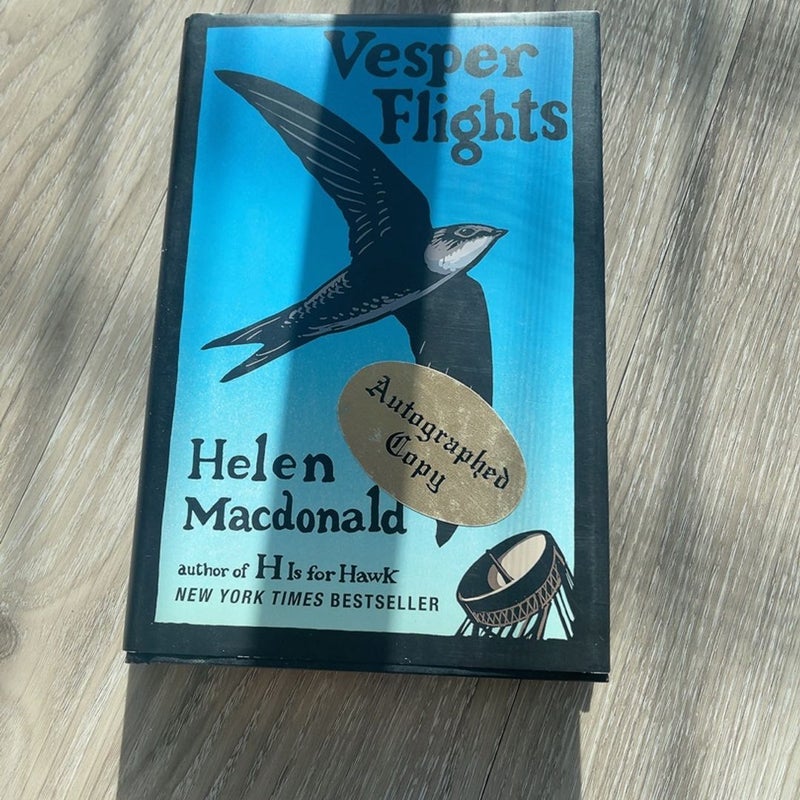 Vesper
Flights
Autographed
Copy
Helen
Macdonald
author of H Is for Hawk
NEW YORK TIMES BESTSELLER